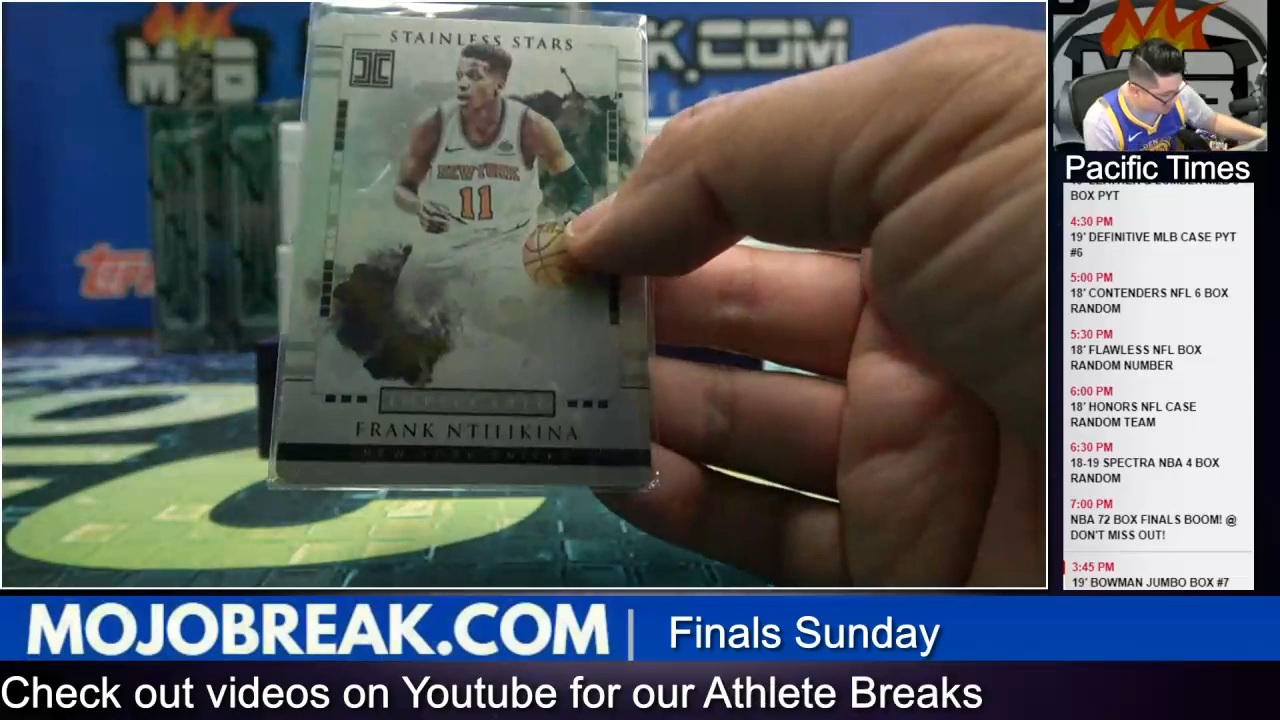 STAINLESS STARS
NEW YORK
11
FRANK NTILIKINA
NEW YORK KNICKS
K.COM
M B
topps
Pacific Times
BOX PYT
4:30 PM
19' DEFINITIVE MLB CASE PYT
#6
5:00 PM
18' CONTENDERS NFL 6 BOX
RANDOM
5:30 PM
18' FLAWLESS NFL BOX
RANDOM NUMBER
6:00 PM
18' HONORS NFL CASE
RANDOM TEAM
6:30 PM
18-19 SPECTRA NBA 4 BOX
RANDOM
7:00 PM
NBA 72 BOX FINALS BOOM! @
DON'T MISS OUT!
3:45 PM
19' BOWMAN JUMBO BOX #7
MOJOBREAK.COM | Finals Sunday
Check out videos on Youtube for our Athlete Breaks